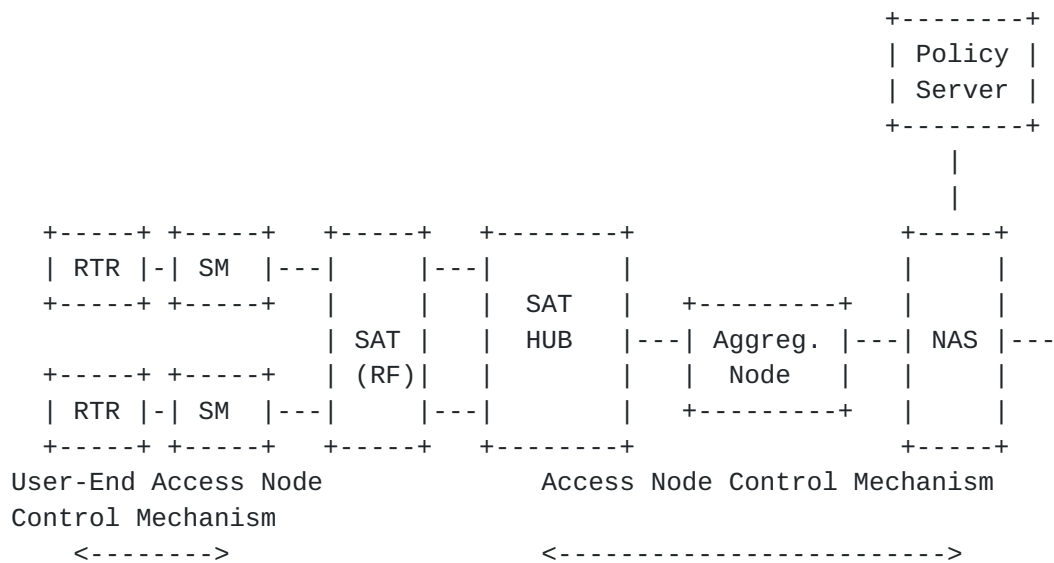 Policy
Server
RTR SM
SAT
SAT HUB Aggreg. NAS
(RF) Node
RTR SM
User-End Access Node Access Node Control Mechanism
Control Mechanism